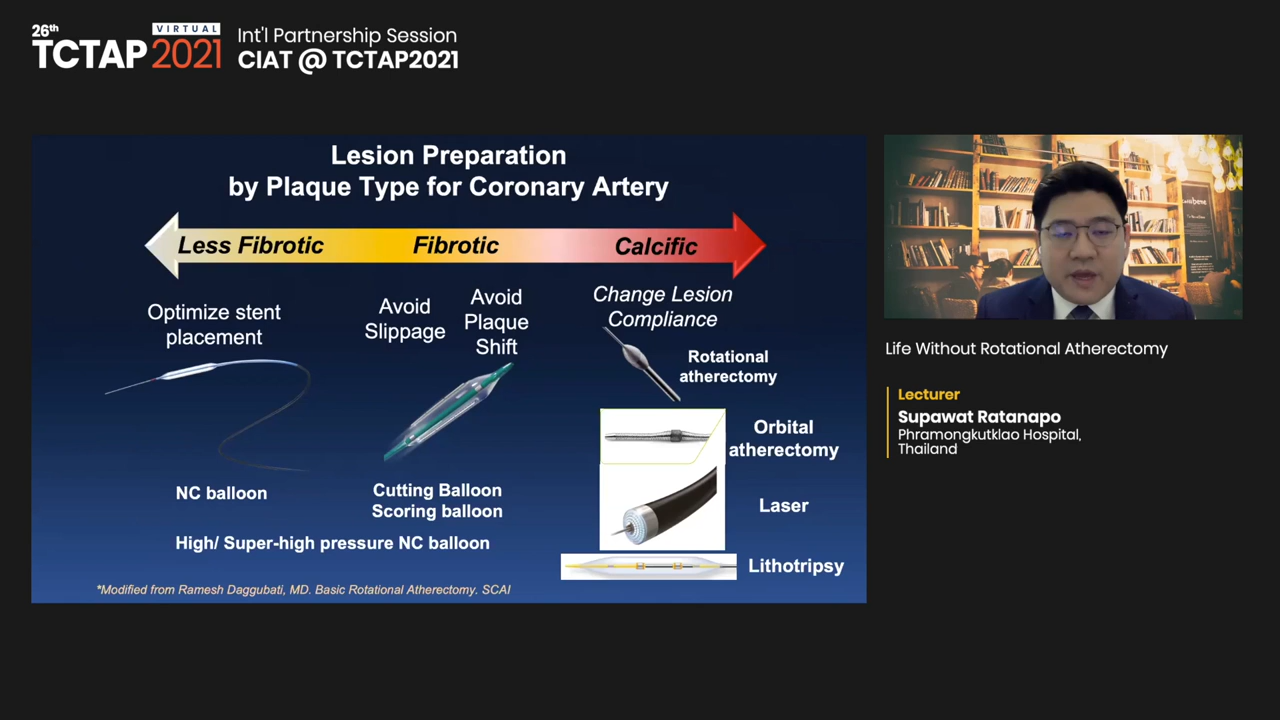 26th
VIRTUAL
TCTAP 2021
Int'l Partnership Session
CIAT @ TCTAP2021
Lesion Preparation
by Plaque Type for Coronary Artery
Less Fibrotic
Fibrotic
Calcific
Optimize stent
placement
Avoid
Slippage
Avoid
Plaque
Shift
Change Lesion
Compliance
Rotational
atherectomy
Orbital
atherectomy
Laser
Lithotripsy
NC balloon
Cutting Balloon
Scoring balloon
High/ Super-high pressure NC balloon
*Modified from Ramesh Daggubati, MD. Basic Rotational Atherectomy. SCAI
Life Without Rotational Atherectomy
Lecturer
Supawat Ratanapo
Phramongkutklao Hospital,
Thailand